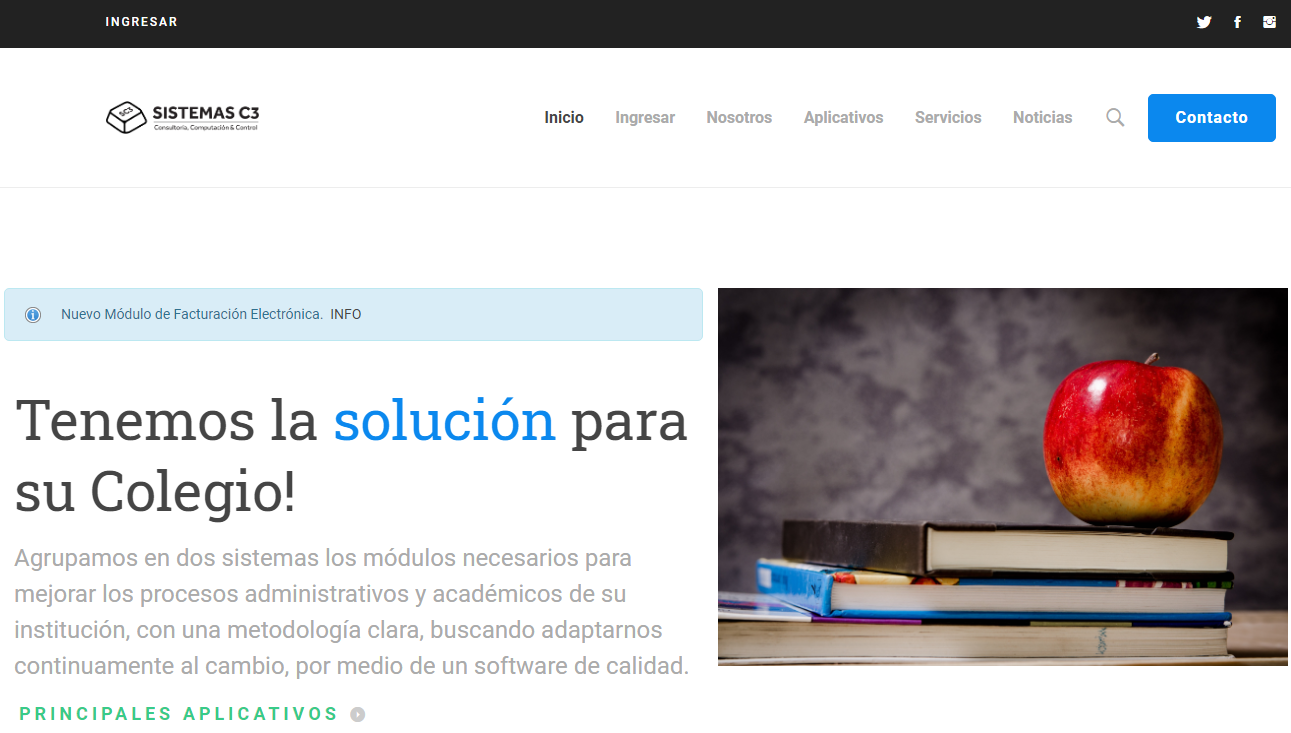 INGRESAR
SC3
SISTEMAS C3
Consultoria, Computación & Control
Inicio
Ingresar
Nosotros
Aplicativos
Servicios
Noticias
Contacto
Nuevo Módulo de Facturación Electrónica. INFO
Tenemos la solución para
su Colegio!
Agrupamos en dos sistemas los módulos necesarios para
mejorar los procesos administrativos y académicos de su
institución, con una metodología clara, buscando adaptarnos
continuamente al cambio, por medio de un software de calidad.
PRINCIPALES APLICATIVOS